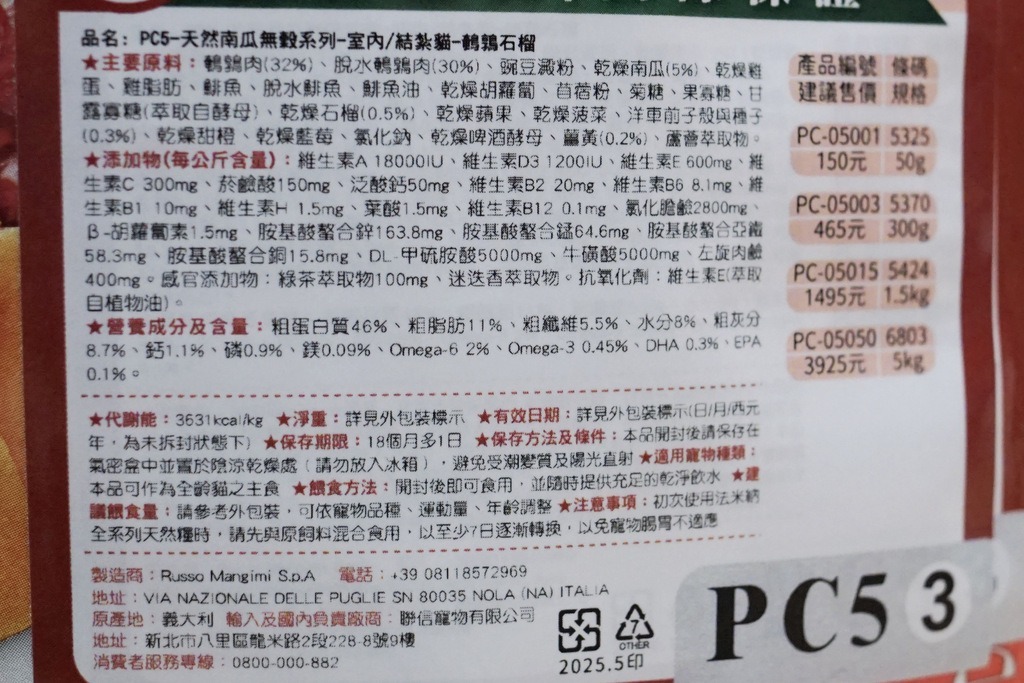 品名: PC5-天然南瓜無穀系列-室內/結紮貓-鵪鶉石榴
★主要原料：鵪鶉肉(32%)、脫水鵪鶉肉(30%)、豌豆澱粉、乾燥南瓜(5%)、乾燥雞
蛋、雞脂肪、鯡魚、脫水鯡魚、鯡魚油、乾燥胡蘿蔔、苜蓿粉、菊糖、果寡糖、甘
露寡糖(萃取自酵母)、乾燥石榴(0.5%)、乾燥蘋果、乾燥菠菜、洋車前子殼與種子
(0.3%)、乾燥甜橙、乾燥藍莓、氯化鈉、乾燥啤酒酵母、薑黃(0.2%)、蘆薈萃取物。
★添加物(每公斤含量)：維生素A 18000IU、維生素D3 1200IU、維生素E 600mg、維
生素C 300mg、菸鹼酸150mg、泛酸鈣50mg、維生素B2 20mg、維生素B6 8.1mg、維
生素B1 10mg、維生素H 1.5mg、葉酸1.5mg、維生素B12 0.1mg、氯化膽鹼2800mg、
β-胡蘿蔔素1.5mg、胺基酸螯合鋅163.8mg、胺基酸螯合錳64.6mg、胺基酸螯合亞鐵
58.3mg、胺基酸螯合銅15.8mg、DL-甲硫胺酸5000mg、牛磺酸5000mg、左旋肉鹼
400mg。感官添加物：綠茶萃取物100mg、迷迭香萃取物。抗氧化劑：維生素E(萃取
自植物油)。
★營養成分及含量：粗蛋白質46%、粗脂肪11%、粗纖維5.5%、水分8%、粗灰分
8.7%、鈣1.1%、磷0.9%、鎂0.09%、Omega-6 2%、Omega-3 0.45%、DHA 0.3%、EPA
0.1%。
產品編號 條碼
建議售價 規格
PC-05001 5325
150元 50g
PC-05003 5370
465元 300g
PC-05015 5424
1495元 1.5kg
PC-05050 6803
3925元 5kg
★代謝能：3631kcal/kg ★淨重：詳見外包裝標示 ★有效日期：詳見外包裝標示(日/月/西元
年，為未拆封狀態下) ★保存期限：18個月多1日 ★保存方法及條件：本品開封後請保存在
氣密盒中並置於陰涼乾燥處（請勿放入冰箱），避免受潮變質及陽光直射 ★適用寵物種類：
本品可作為全齡貓之主食 ★餵食方法：開封後即可食用，並隨時提供充足的乾淨飲水 ★建
議餵食量：請參考外包裝，可依寵物品種、運動量、年齡調整 ★注意事項：初次使用法米納
全系列天然糧時，請先與原飼料混合食用，以至少7日逐漸轉換，以免寵物腸胃不適應
製造商：Russo Mangimi S.p.A 電話：+39 08118572969
地址：VIA NAZIONALE DELLE PUGLIE SN 80035 NOLA (NA) ITALIA
原產地：義大利 輸入及國內負責廠商：聯信寵物有限公司
地址：新北市八里區龍米路2段228-8號9樓
消費者服務專線：0800-000-882
7
OTHER
2025.5印
PC5 3